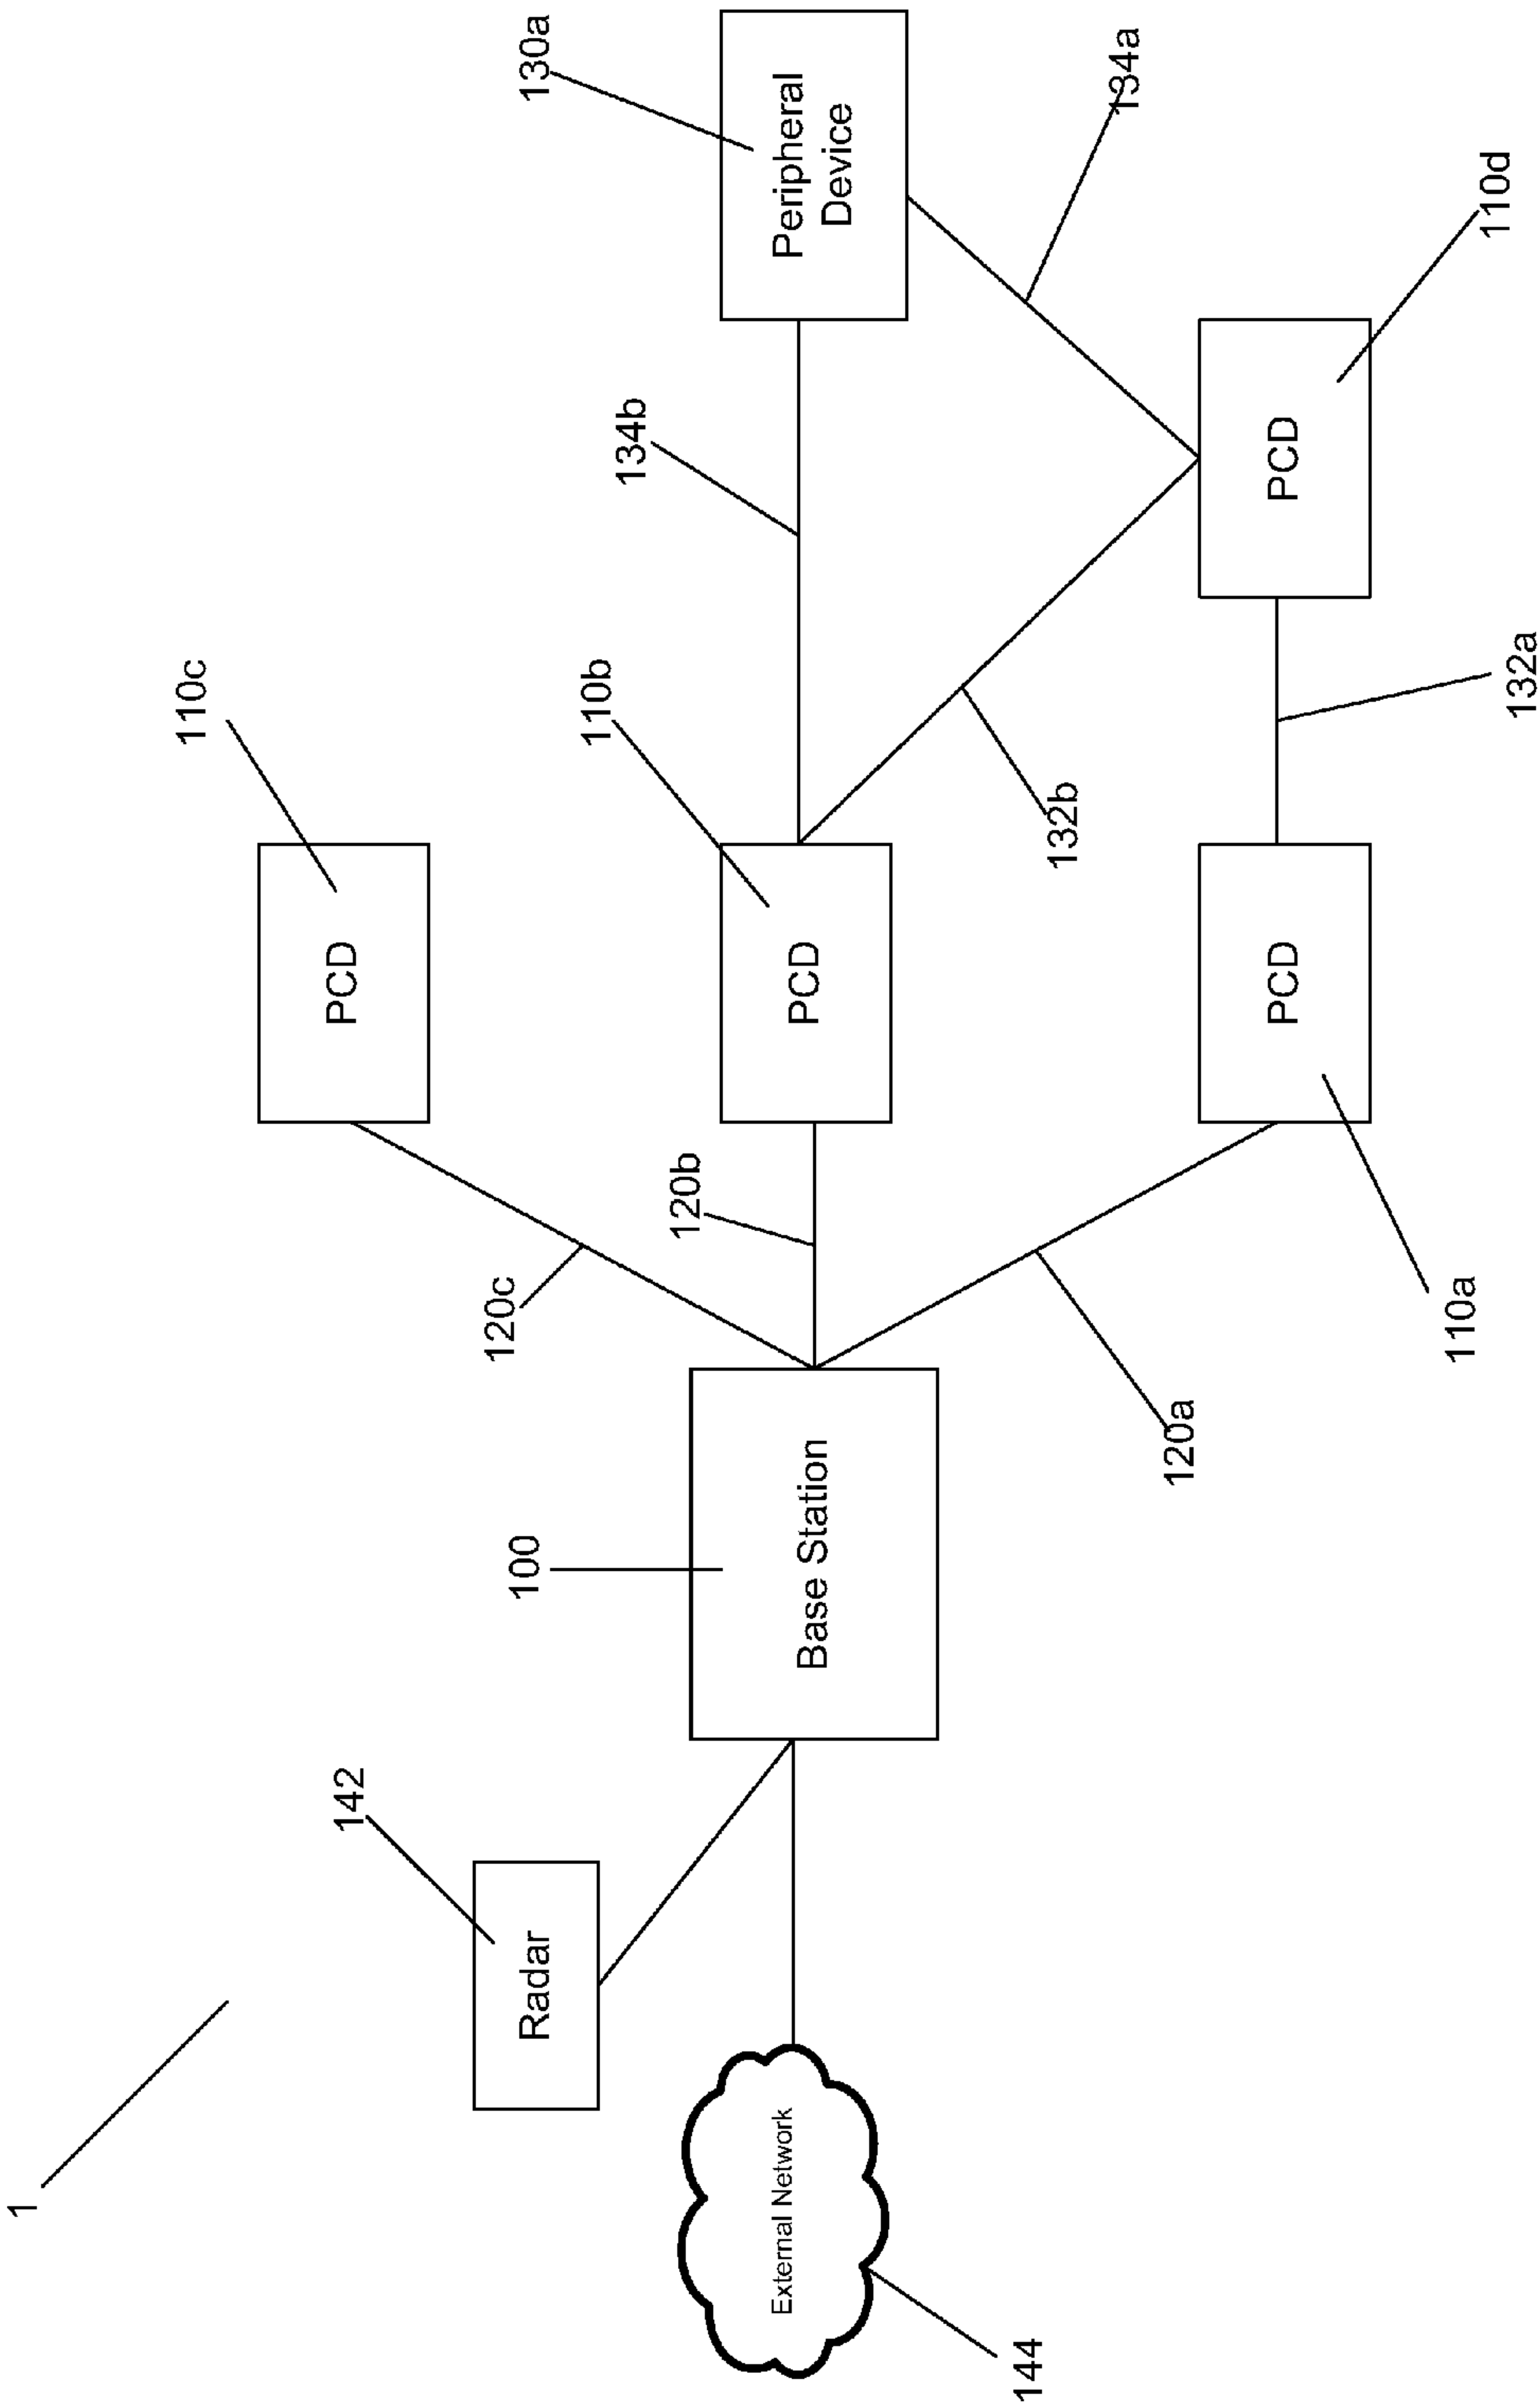 1
110c
PCD
142
Radar
120c
100
130a
Peripheral
Device
134b
110b
PCD
120b
Base Station
External Network
144
132b
134a
120a
PCD
110d
PCD
110a
132a